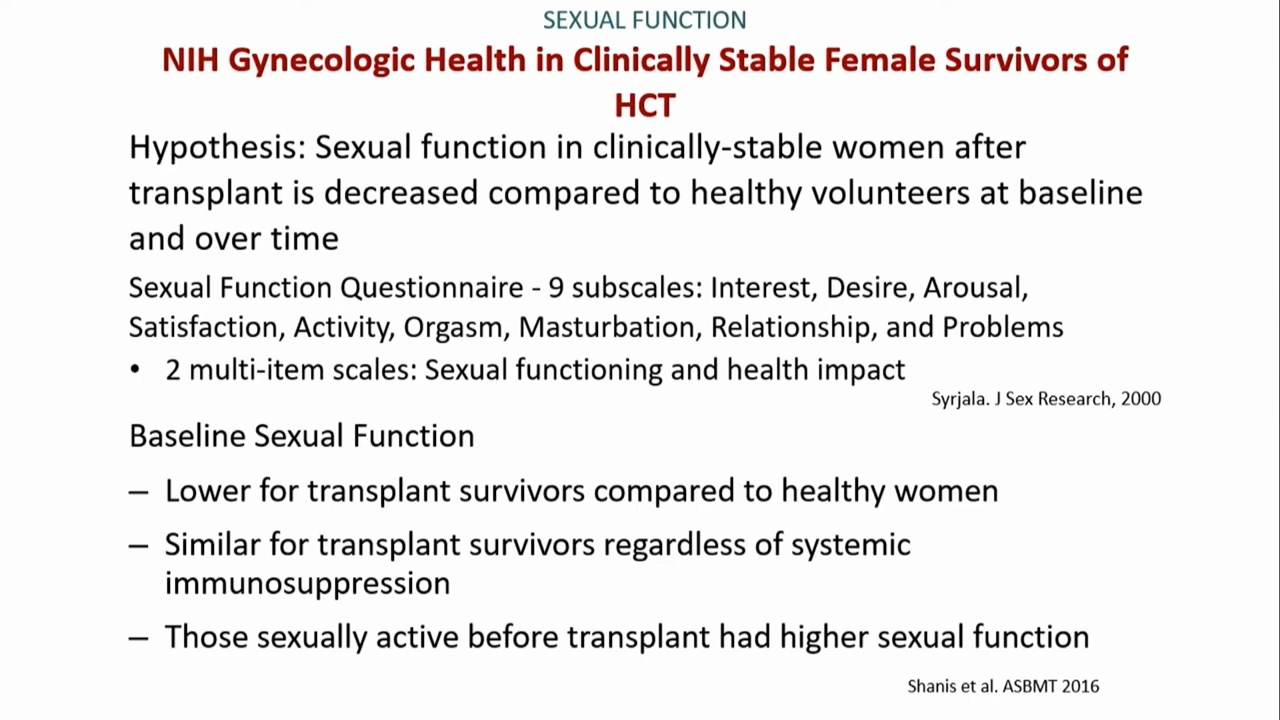 SEXUAL FUNCTION
NIH Gynecologic Health in Clinically Stable Female Survivors of
HCT
Hypothesis: Sexual function in clinically-stable women after
transplant is decreased compared to healthy volunteers at baseline
and over time
Sexual Function Questionnaire - 9 subscales: Interest, Desire, Arousal,
Satisfaction, Activity, Orgasm, Masturbation, Relationship, and Problems
• 2 multi-item scales: Sexual functioning and health impact
Syrjala. J Sex Research, 2000
Baseline Sexual Function
– Lower for transplant survivors compared to healthy women
– Similar for transplant survivors regardless of systemic
immunosuppression
– Those sexually active before transplant had higher sexual function
Shanis et al. ASBMT 2016